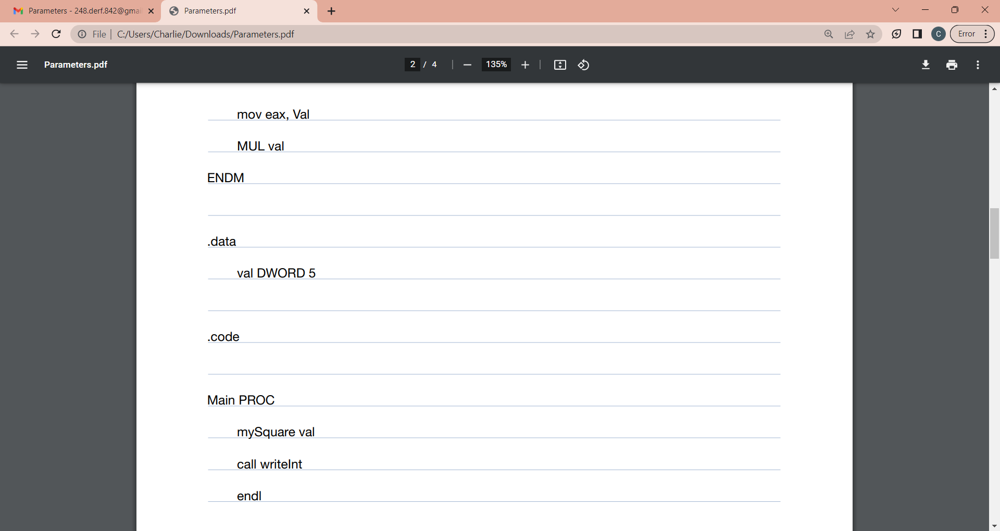 Parameters - 248.derf.842@gmai
Parameters.pdf
File | C:/Users/Charlie/Downloads/Parameters.pdf
C
Error
Parameters.pdf
2 / 4
135%
mov eax, Val
MUL val
ENDM
.data
val DWORD 5
.code
Main PROC
mySquare val
call writeInt
endl